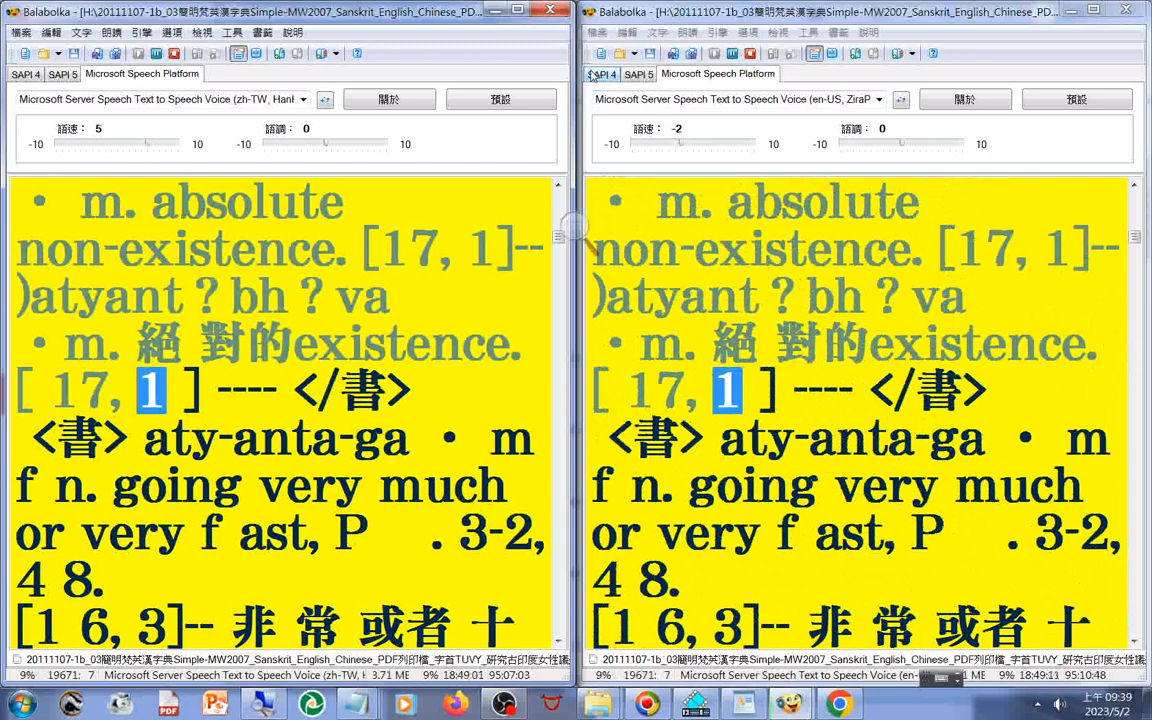 Balabolka - [H:\20111107-1b_03簡明梵英漢字典Simple-MW2007_Sanskrit_English_Chinese_PD...
檔案 編輯 文字 朗讀 引擎 選項 檢視 工具 書籤 說明
SAPI 4 SAPI 5 Microsoft Speech Platform
Microsoft Server Speech Text to Speech Voice (zh-TW, Hanl 關於 預設
語速： 5 語調： 0
-10 10 -10 10
• m. absolute
non-existence. [17, 1]--
)atyant ? bh ? va
• m. 絕 對的existence.
[ 17, 1 ] ---- </書>
<書> aty-anta-ga • m
f n. going very much
or very f ast, P . 3-2,
4 8.
[1 6, 3]-- 非 常 或者 十
20111107-1b_03簡明梵英漢字典Simple-MW2007_Sanskrit_English_Chinese_PDF列印檔_字首TUVY_研究古印度女性議
9% 19671: 7 Microsoft Server Speech Text to Speech Voice (zh-TW, H 3.71 ME 9% 18:49:01 95:07:03
Balabolka - [H:\20111107-1b_03簡明梵英漢字典Simple-MW2007_Sanskrit_English_Chinese_PD...
檔案 編輯 文字 朗讀 引擎 選項 檢視 工具 書籤 說明
SAPI 4 SAPI 5 Microsoft Speech Platform
Microsoft Server Speech Text to Speech Voice (en-US, ZiraP 關於 預設
語速： -2 語調： 0
-10 10 -10 10
• m. absolute
non-existence. [17, 1]--
)atyant ? bh ? va
• m. 絕 對的existence.
[ 17, 1 ] ---- </書>
<書> aty-anta-ga • m
f n. going very much
or very f ast, P . 3-2,
4 8.
[1 6, 3]-- 非 常 或者 十
20111107-1b_03簡明梵英漢字典Simple-MW2007_Sanskrit_English_Chinese_PDF列印檔_字首TUVY_研究古印度女性議
9% 19671: 7 Microsoft Server Speech Text to Speech Voice (en-US 1 ME 9% 18:49:11 95:10:48
PDF
上午 09:39
2023/5/2